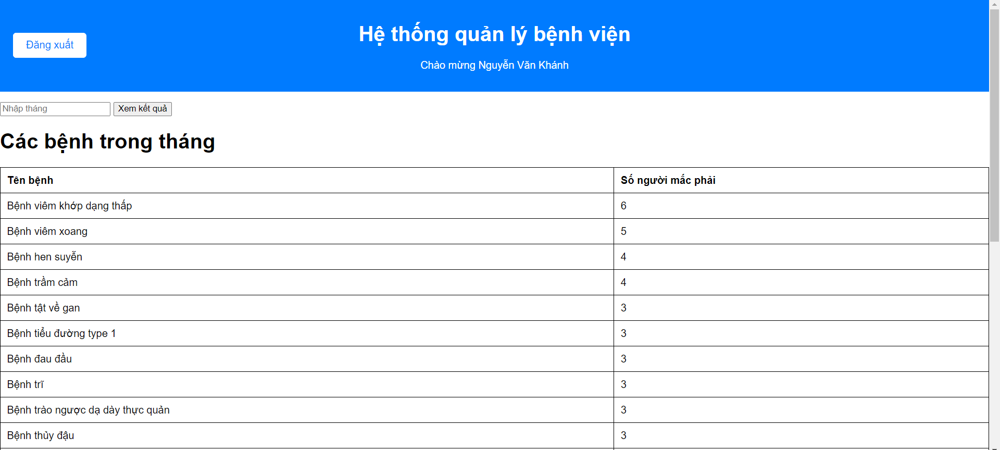 Hệ thống quản lý bệnh viện
Đăng xuất
Chào mừng Nguyễn Văn Khánh
Nhập tháng Xem kết quả
Các bệnh trong tháng
Tên bệnh Số người mắc phải
Bệnh viêm khớp dạng thấp 6
Bệnh viêm xoang 5
Bệnh hen suyễn 4
Bệnh trầm cảm 4
Bệnh tật về gan 3
Bệnh tiểu đường type 1 3
Bệnh đau đầu 3
Bệnh trĩ 3
Bệnh trào ngược dạ dày thực quản 3
Bệnh thủy đậu 3